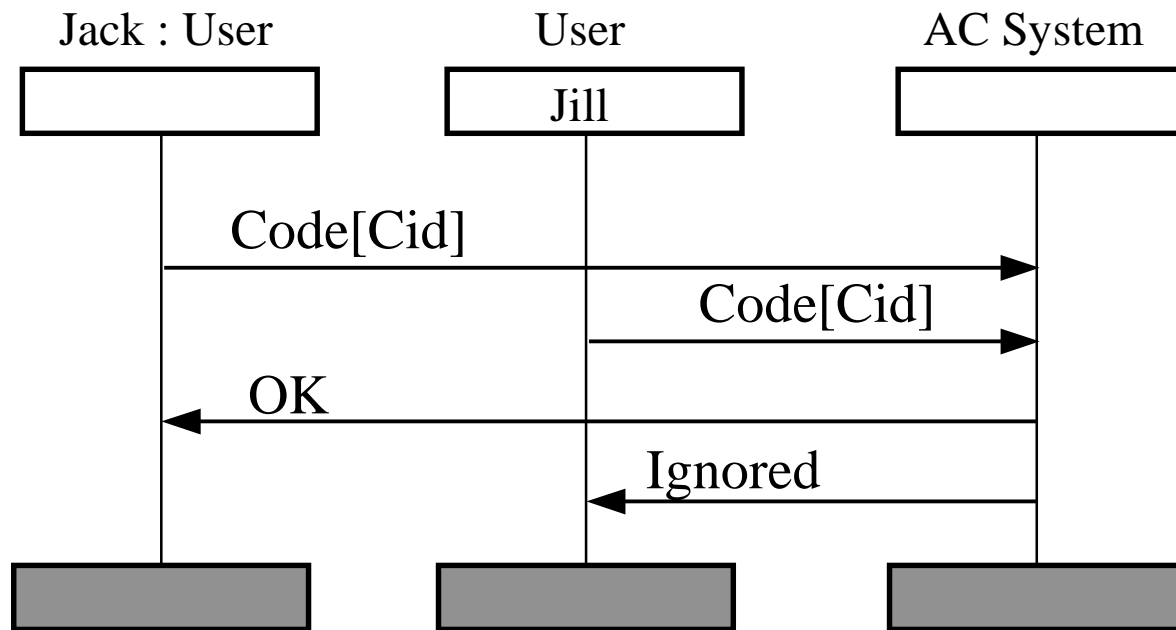 Jack : User
User
AC System
Jill
Code[Cid]
Code[Cid]
OK
Ignored